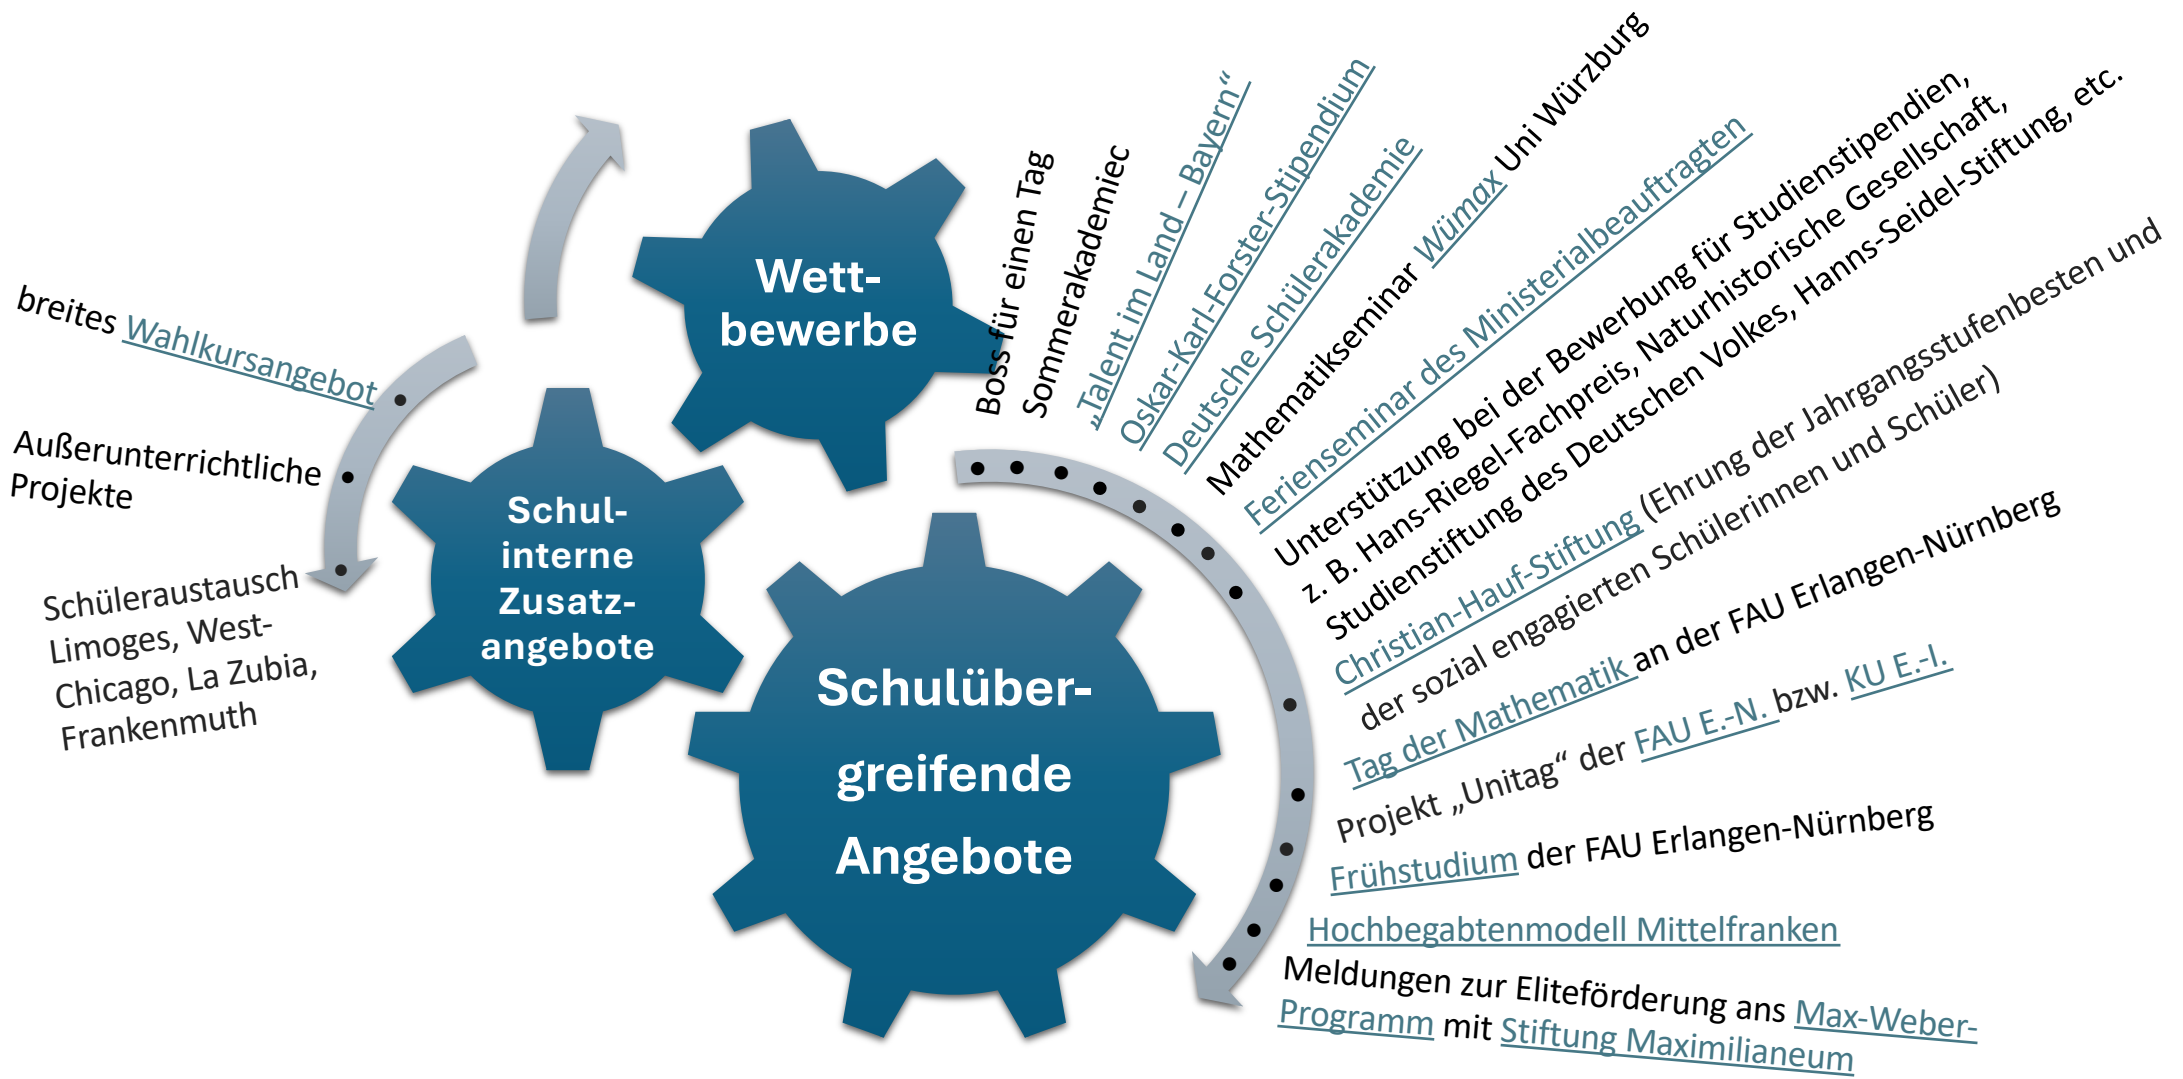 Wett-
bewerbe
Schul-
interne
Zusatz-
angebote
Schulüber-
greifende
Angebote
breites Wahlkursangebot
Außerunterrichtliche
Projekte
Schüleraustausch
Limoges, West-
Chicago, La Zubia,
Frankenmuth
Boss für einen Tag
Sommerakademiec
„Talent im Land – Bayern“
Oskar-Karl-Forster-Stipendium
Deutsche Schülerakademie
Mathematikseminar Wümax Uni Würzburg
Ferienseminar des Ministerialbeauftragten
Unterstützung bei der Bewerbung für Studienstipendien,
z. B. Hans-Riegel-Fachpreis, Naturhistorische Gesellschaft,
Studienstiftung des Deutschen Volkes, Hanns-Seidel-Stiftung, etc.
Christian-Hauf-Stiftung (Ehrung der Jahrgangsstufenbesten und
der sozial engagierten Schülerinnen und Schüler)
Tag der Mathematik an der FAU Erlangen-Nürnberg
Projekt „Unitag“ der FAU E.-N. bzw. KU E.-I.
Frühstudium der FAU Erlangen-Nürnberg
Hochbegabtenmodell Mittelfranken
Meldungen zur Eliteförderung ans Max-Weber-
Programm mit Stiftung Maximilianeum